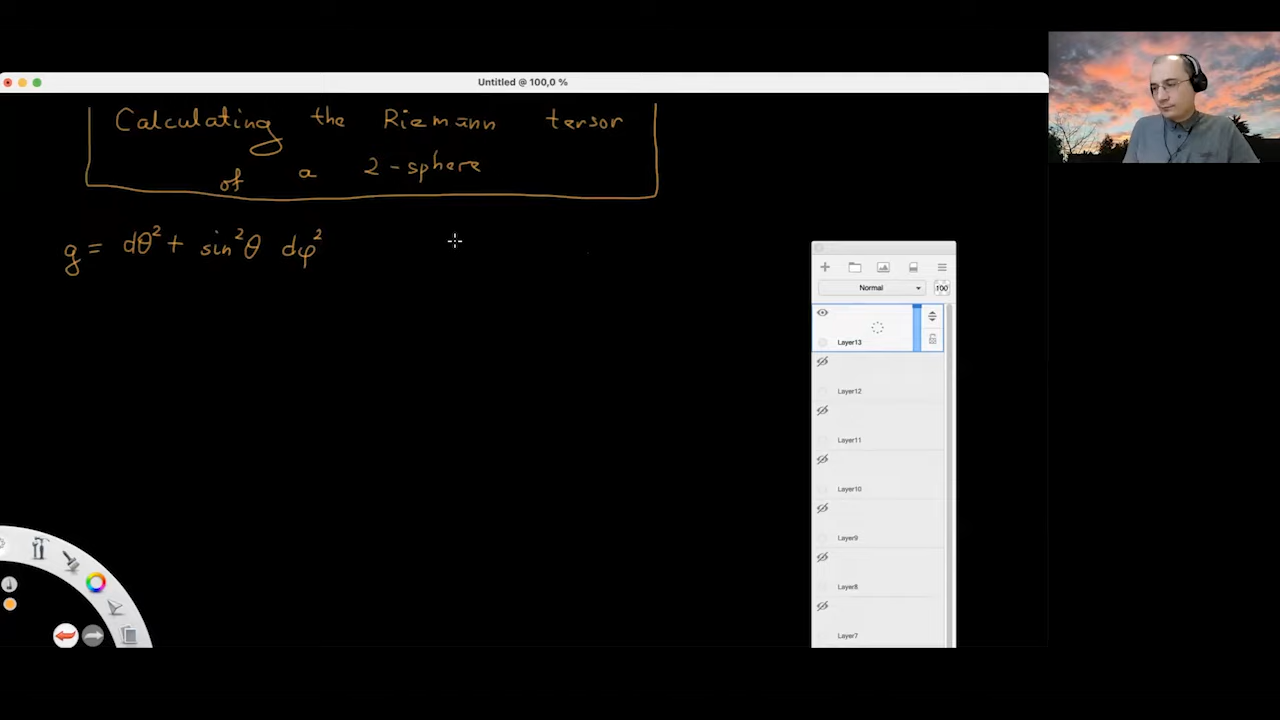 Untitled @ 100,0 %
Calculating the Riemann tensor
of a 2-sphere
g = dθ² + sin²θ dφ²
Normal
100
Layer13
Layer12
Layer11
Layer10
Layer9
Layer8
Layer7